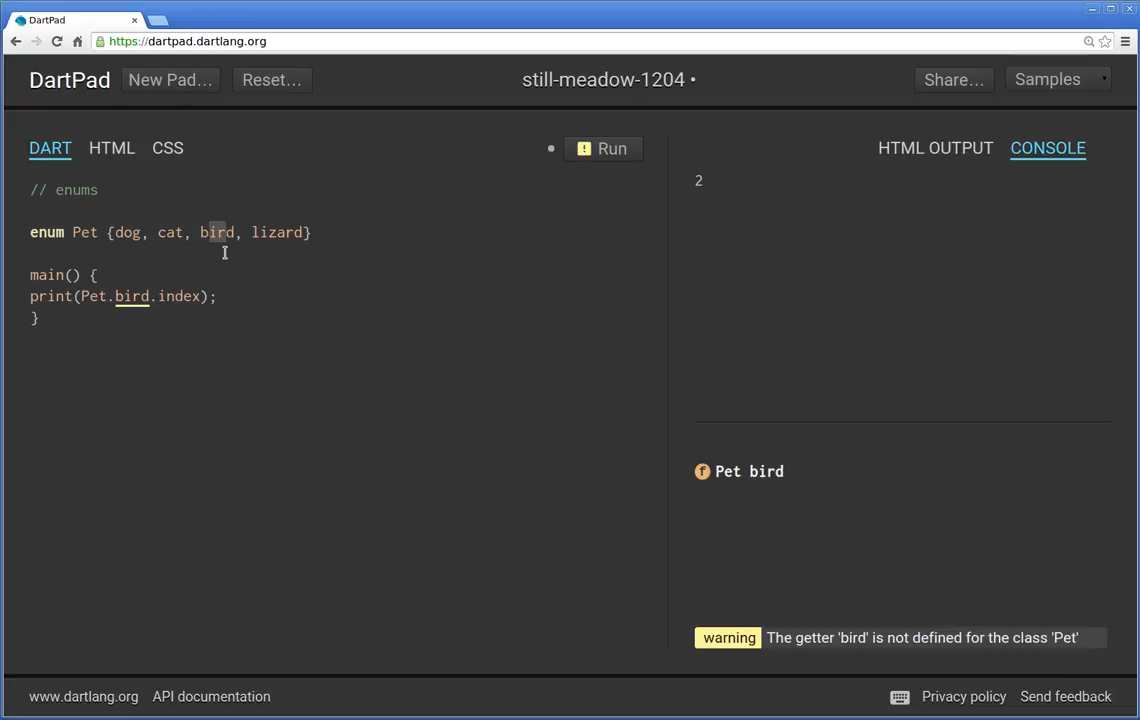 DartPad
https://dartpad.dartlang.org
DartPad New Pad... Reset... still-meadow-1204 • Share... Samples
DART HTML CSS ! Run HTML OUTPUT CONSOLE
// enums
2
enum Pet {dog, cat, bird, lizard}
main() {
print(Pet.bird.index);
}
f Pet bird
warning The getter 'bird' is not defined for the class 'Pet'
www.dartlang.org API documentation Privacy policy Send feedback